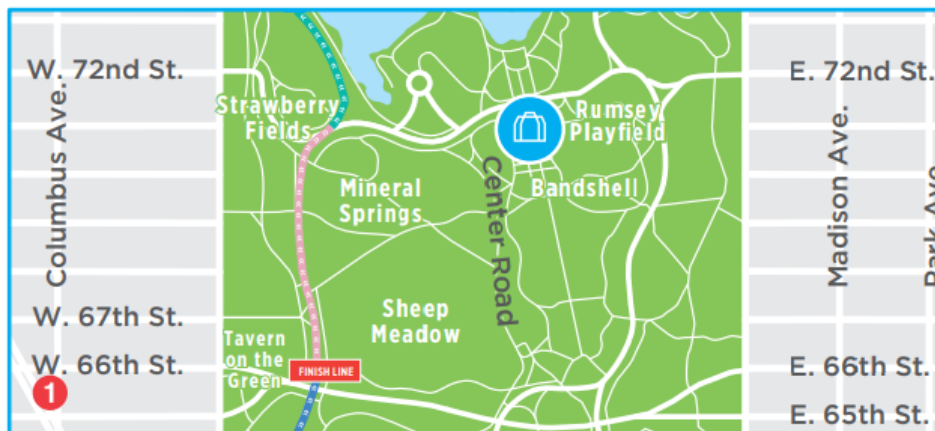 W. 72nd St.
E. 72nd St.
Columbus Ave.
Strawberry
Fields
Rumsey
Playfield
Madison Ave.
Park Ave.
Mineral
Springs
Center Road
Bandshell
W. 67th St.
Sheep
Meadow
W. 66th St.
1
Tavern
on the
Green
FINISH LINE
E. 66th St.
E. 65th St.